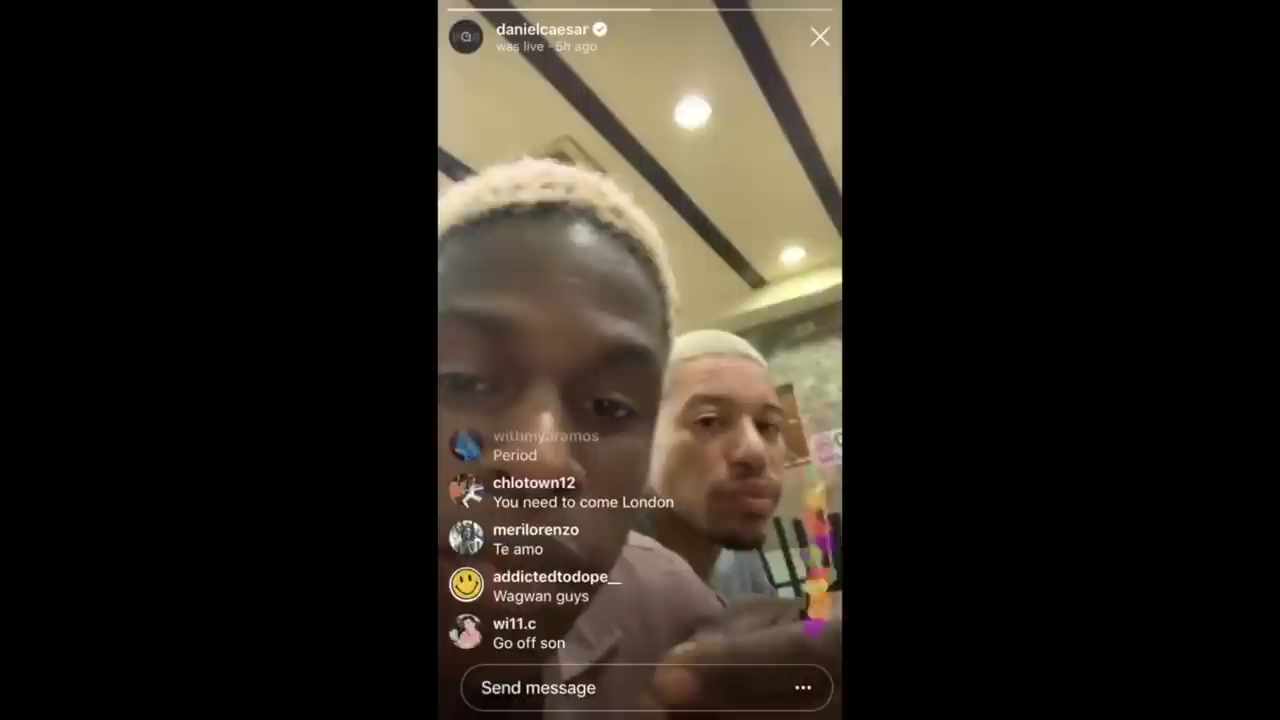 danielcaesar
was live · 5h ago
withmyaramos
Period
chlotown12
You need to come London
merilorenzo
Te amo
addictedtodope__
Wagwan guys
wi11.c
Go off son
Send message